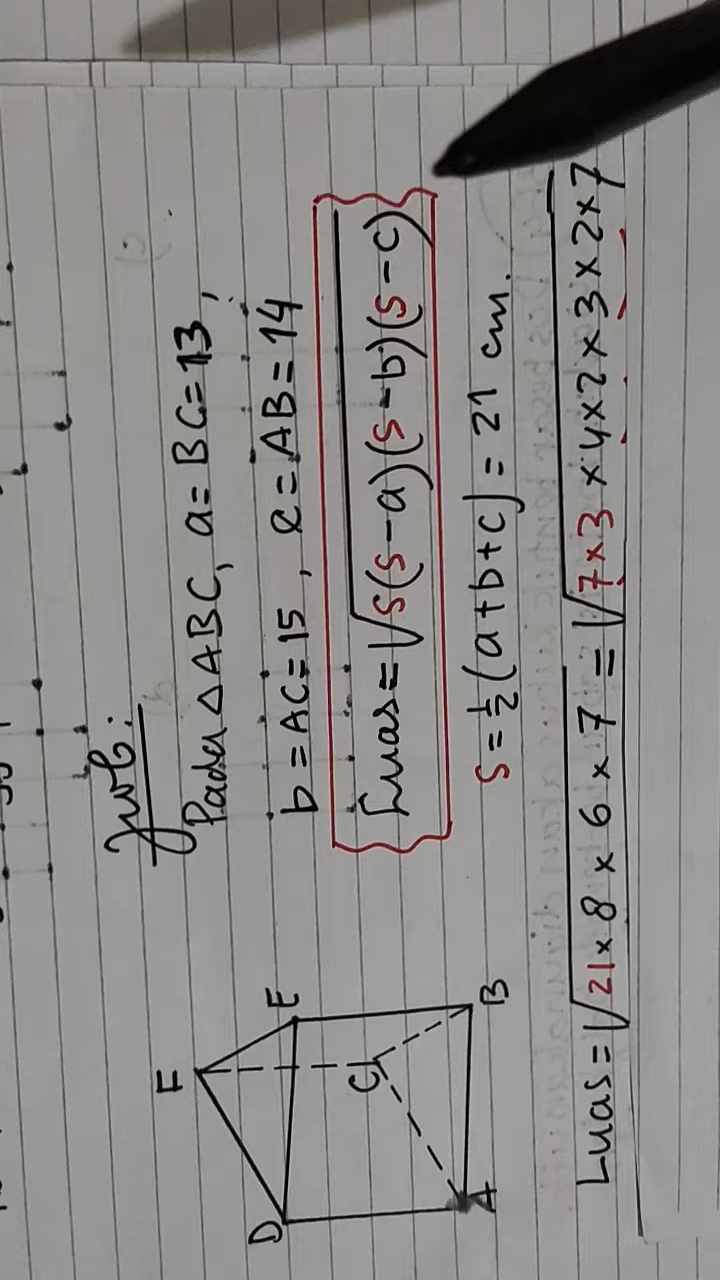 Jwb:
Pada △ABC, a=BC=13,
b=AC=15, c=AB=14
Luas=√s(s-a)(s-b)(s-c)
s=½(a+b+c)=21 cm.
Luas=√21×8×6×7=√7×3×4×2×3×2×7
F
E
D
C
B
A